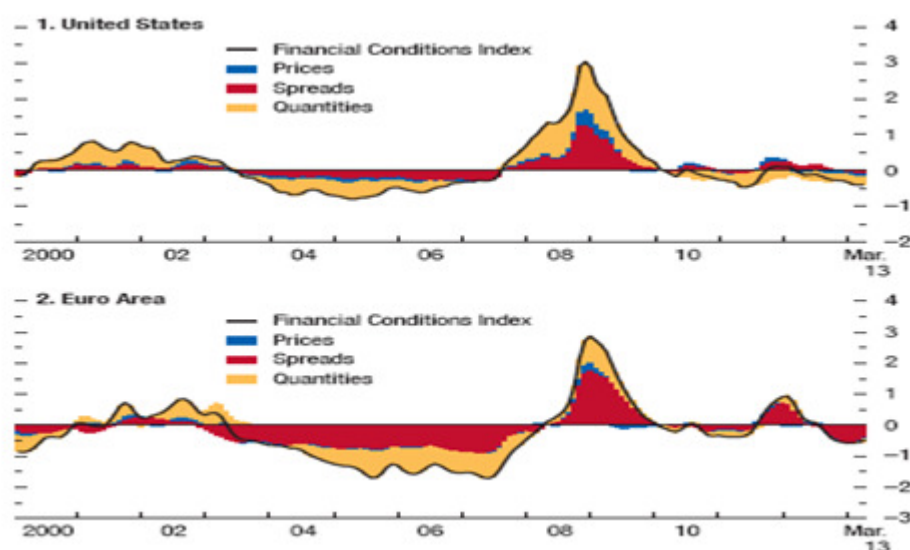 1. United States
Financial Conditions Index
Prices
Spreads
Quantities
4
3
2
1
0
−1
−2
2000 02 04 06 08 10 Mar.
13
2. Euro Area
Financial Conditions Index
Prices
Spreads
Quantities
4
3
2
1
0
−1
−2
−3
2000 02 04 06 08 10 Mar.
13